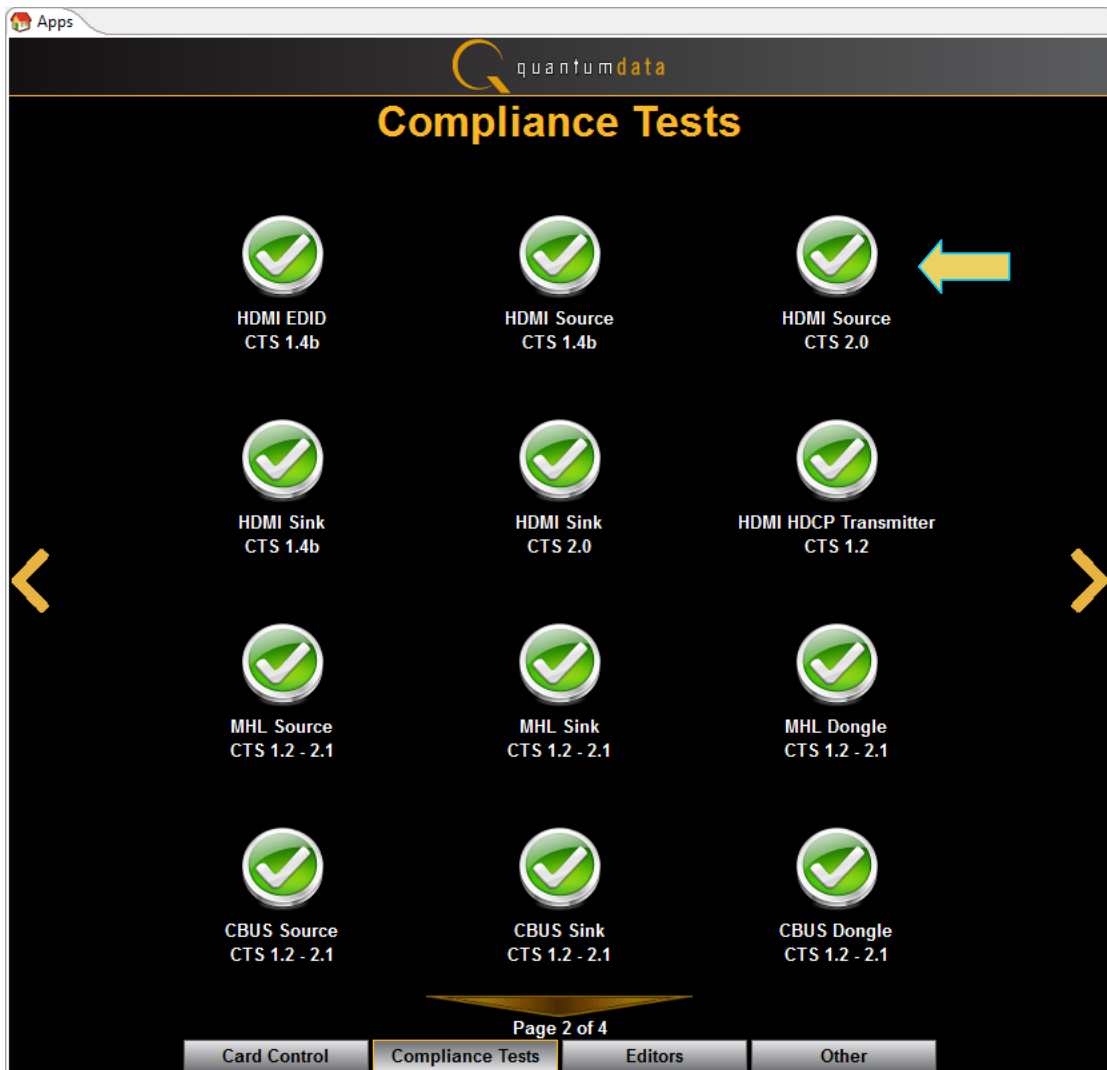 Apps
quantumdata
Compliance Tests
HDMI EDID
CTS 1.4b
HDMI Source
CTS 1.4b
HDMI Source
CTS 2.0
HDMI Sink
CTS 1.4b
HDMI Sink
CTS 2.0
HDMI HDCP Transmitter
CTS 1.2
MHL Source
CTS 1.2 - 2.1
MHL Sink
CTS 1.2 - 2.1
MHL Dongle
CTS 1.2 - 2.1
CBUS Source
CTS 1.2 - 2.1
CBUS Sink
CTS 1.2 - 2.1
CBUS Dongle
CTS 1.2 - 2.1
Page 2 of 4
Card Control
Compliance Tests
Editors
Other